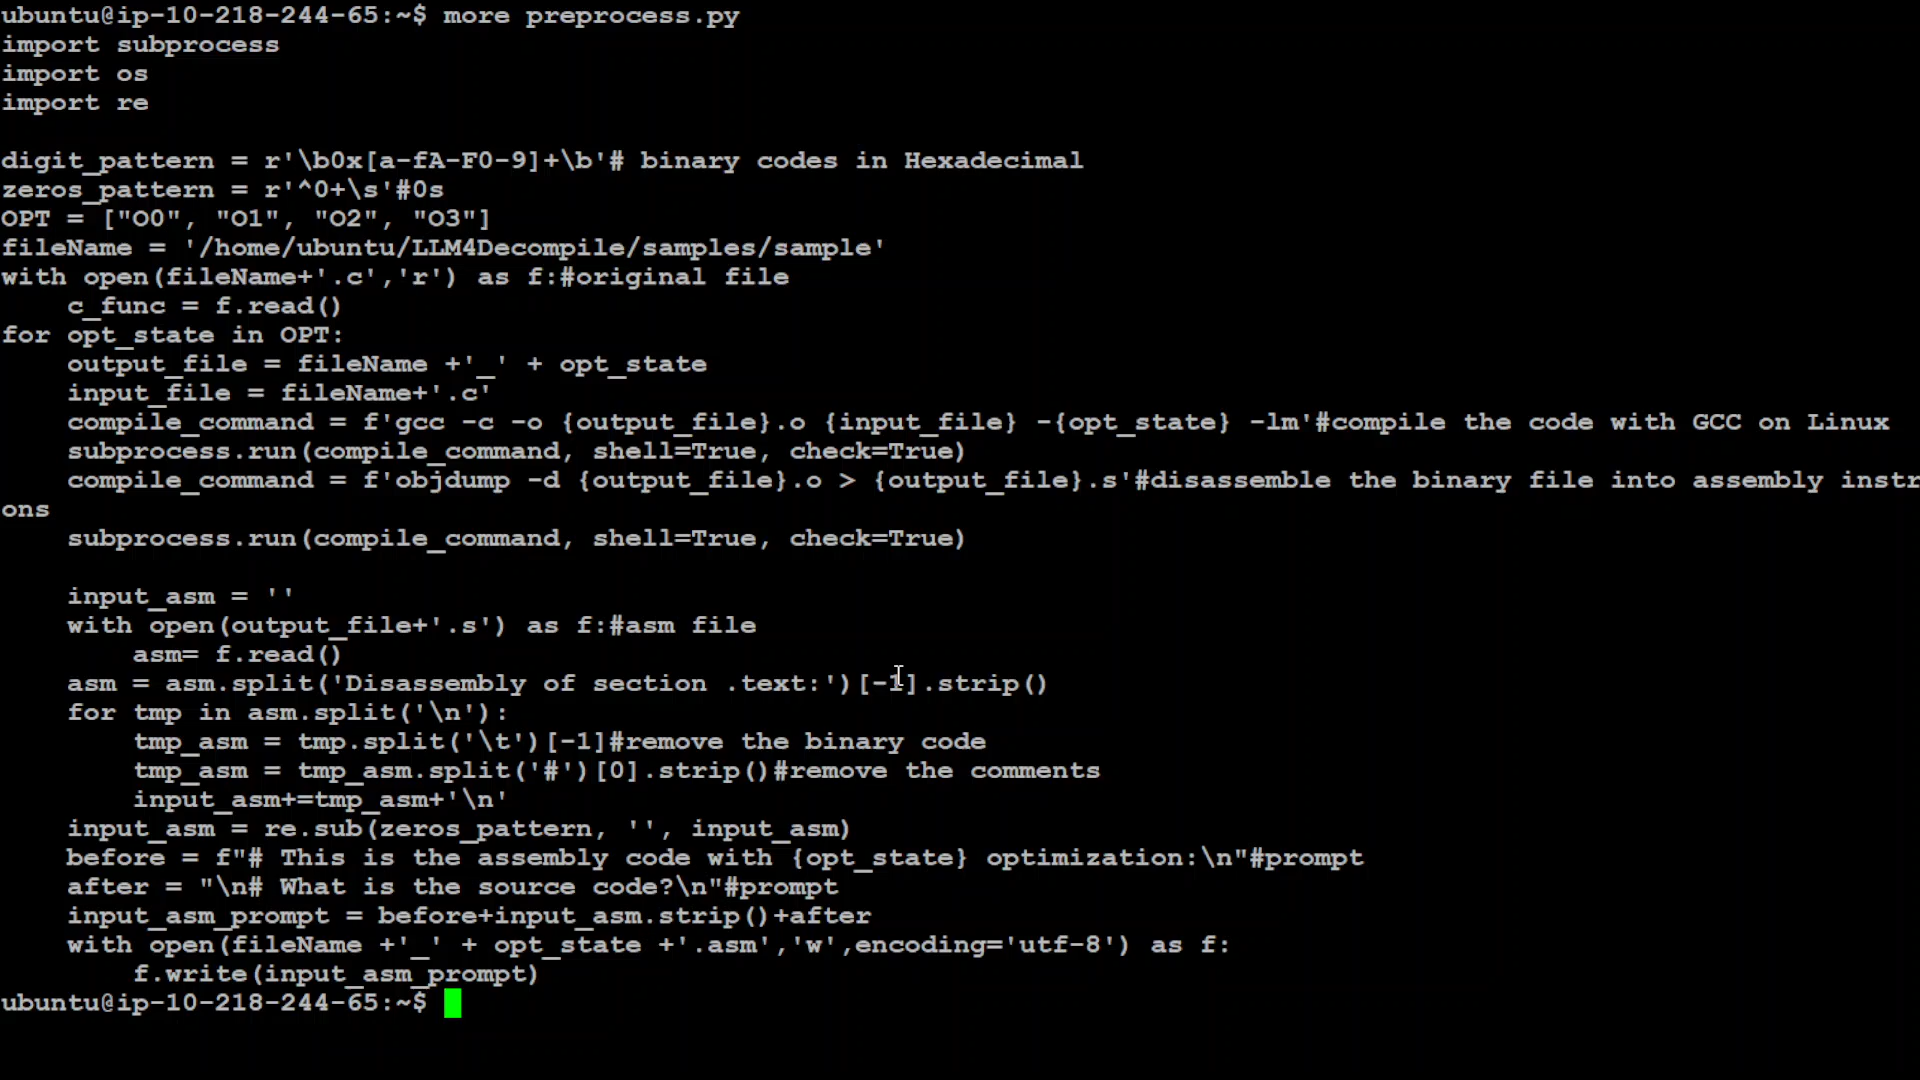 ubuntu@ip-10-218-244-65:~$ more preprocess.py
import subprocess
import os
import re
digit_pattern = r'\b0x[a-fA-F0-9]+\b'# binary codes in Hexadecimal
zeros_pattern = r'^0+\s'#0s
OPT = ["O0", "O1", "O2", "O3"]
fileName = '/home/ubuntu/LLM4Decompile/samples/sample'
with open(fileName+'.c','r') as f:#original file
    c_func = f.read()
for opt_state in OPT:
    output_file = fileName +'_' + opt_state
    input_file = fileName+'.c'
    compile_command = f'gcc -c -o {output_file}.o {input_file} -{opt_state} -lm'#compile the code with GCC on Linux
    subprocess.run(compile_command, shell=True, check=True)
    compile_command = f'objdump -d {output_file}.o > {output_file}.s'#disassemble the binary file into assembly instr
ons
    subprocess.run(compile_command, shell=True, check=True)
    input_asm = ''
    with open(output_file+'.s') as f:#asm file
        asm= f.read()
    asm = asm.split('Disassembly of section .text:')[-1].strip()
    for tmp in asm.split('\n'):
        tmp_asm = tmp.split('\t')[-1]#remove the binary code
        tmp_asm = tmp_asm.split('#')[0].strip()#remove the comments
        input_asm+=tmp_asm+'\n'
    input_asm = re.sub(zeros_pattern, '', input_asm)
    before = f"# This is the assembly code with {opt_state} optimization:\n"#prompt
    after = "\n# What is the source code?\n"#prompt
    input_asm_prompt = before+input_asm.strip()+after
    with open(fileName +'_' + opt_state +'.asm','w',encoding='utf-8') as f:
        f.write(input_asm_prompt)
ubuntu@ip-10-218-244-65:~$